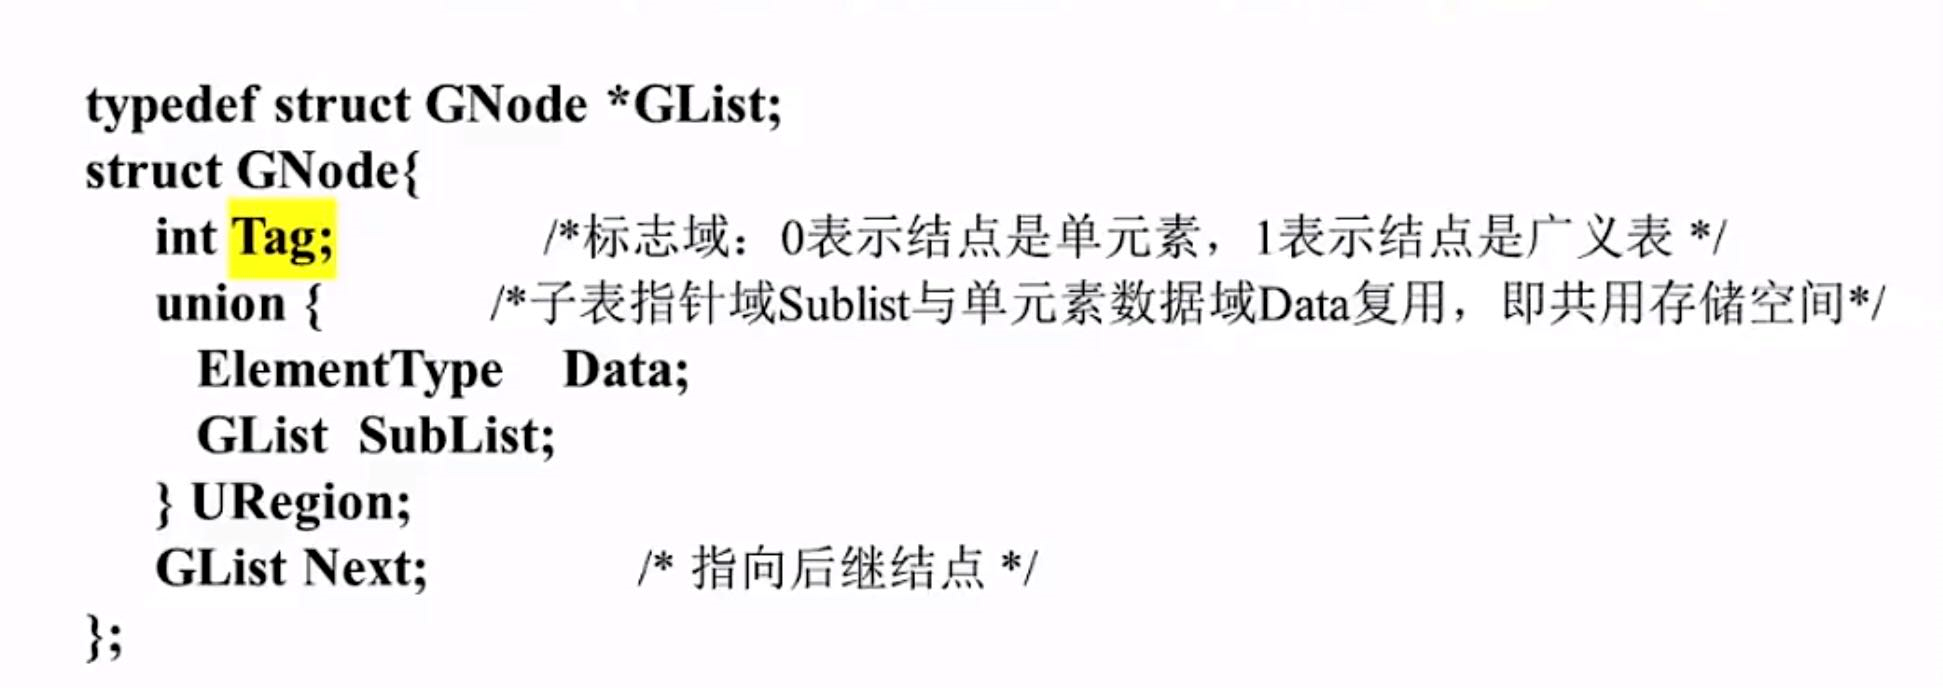 typedef struct GNode *GList;
struct GNode{
int Tag; /*标志域：0表示结点是单元素，1表示结点是广义表 */
union { /*子表指针域Sublist与单元素数据域Data复用，即共用存储空间*/
ElementType Data;
GList SubList;
} URegion;
GList Next; /* 指向后继结点 */
};